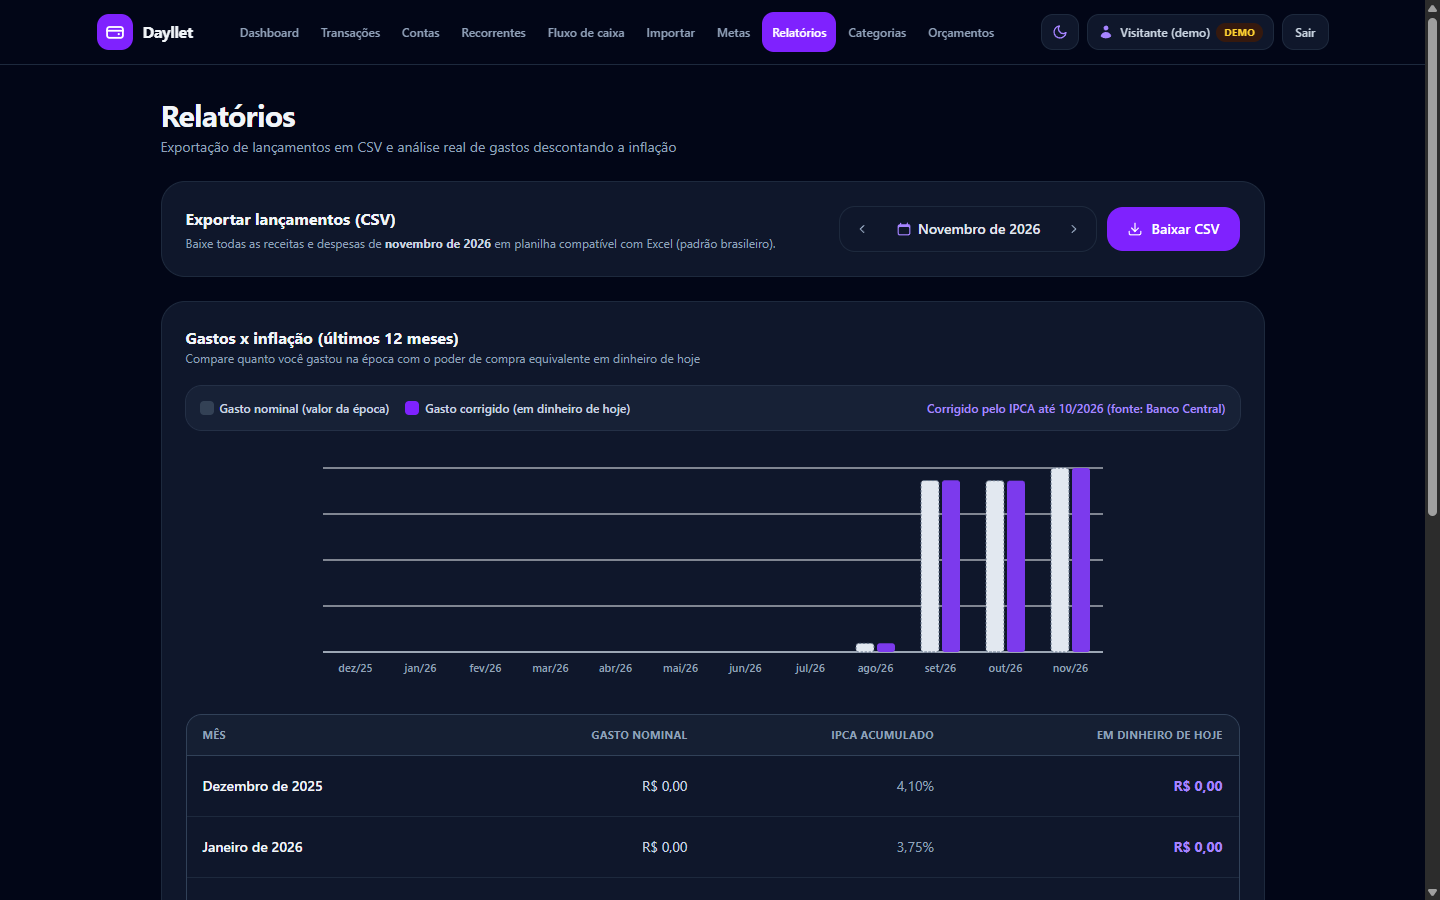 Dayllet
Dashboard
Transações
Contas
Recorrentes
Fluxo de caixa
Importar
Metas
Relatórios
Categorias
Orçamentos
Visitante (demo) DEMO
Sair
Relatórios
Exportação de lançamentos em CSV e análise real de gastos descontando a inflação
Exportar lançamentos (CSV)
Baixe todas as receitas e despesas de novembro de 2026 em planilha compatível com Excel (padrão brasileiro).
Novembro de 2026
Baixar CSV
Gastos x inflação (últimos 12 meses)
Compare quanto você gastou na época com o poder de compra equivalente em dinheiro de hoje
Gasto nominal (valor da época)
Gasto corrigido (em dinheiro de hoje)
Corrigido pelo IPCA até 10/2026 (fonte: Banco Central)
dez/25 jan/26 fev/26 mar/26 abr/26 mai/26 jun/26 jul/26 ago/26 set/26 out/26 nov/26
MÊS GASTO NOMINAL IPCA ACUMULADO EM DINHEIRO DE HOJE
Dezembro de 2025 R$ 0,00 4,10% R$ 0,00
Janeiro de 2026 R$ 0,00 3,75% R$ 0,00